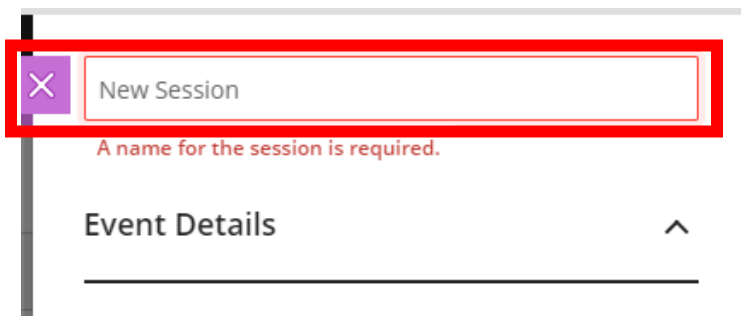 New Session
A name for the session is required.
Event Details